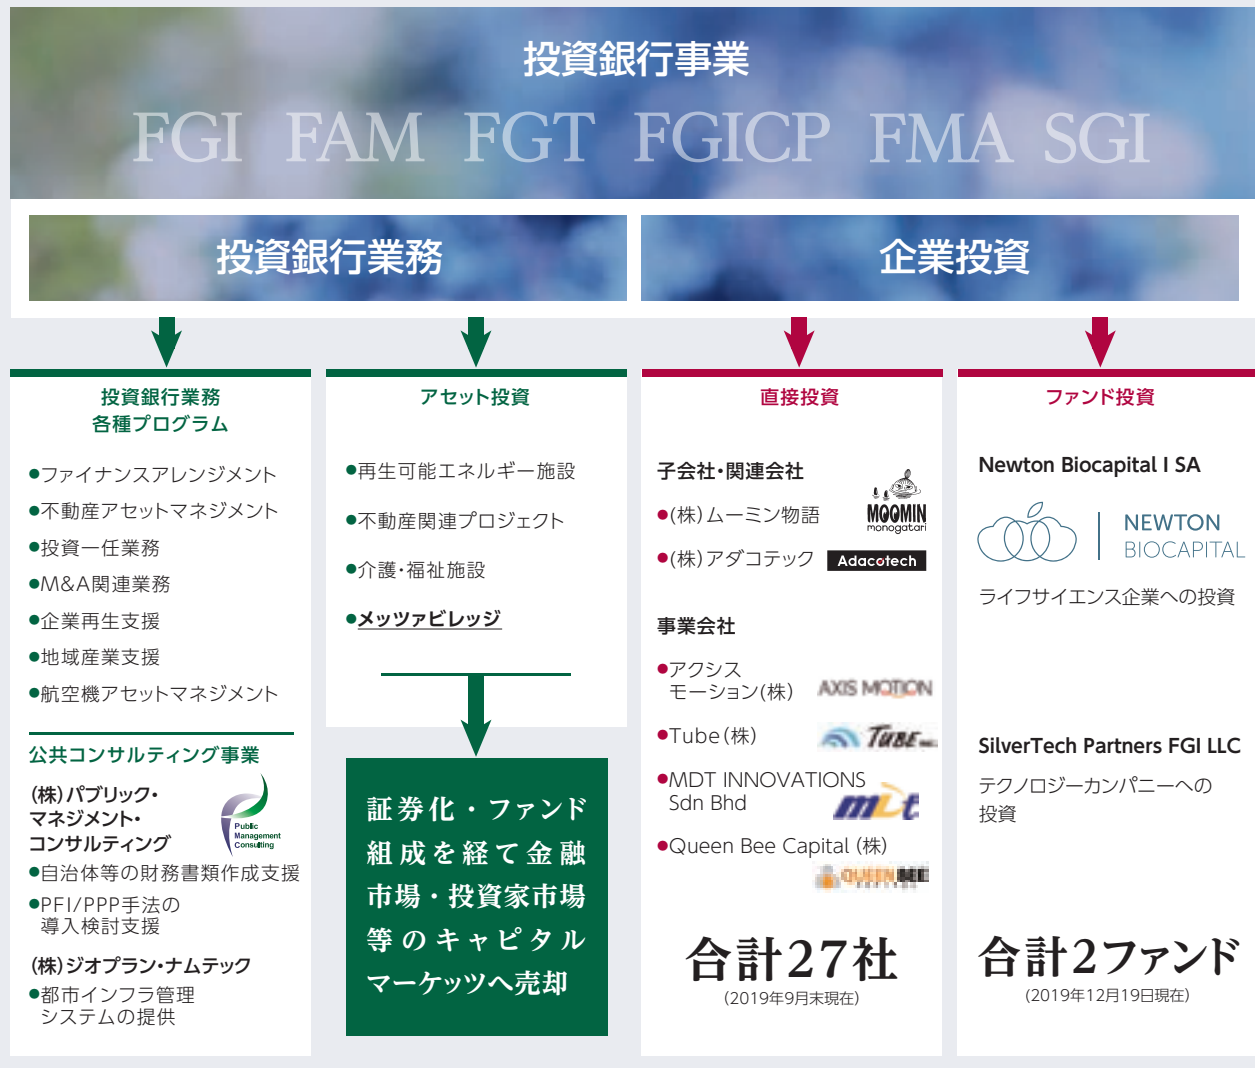 投資銀行事業
FGI FAM FGT FGICP FMA SGI
投資銀行業務
企業投資
投資銀行業務
各種プログラム
●ファイナンスアレンジメント
●不動産アセットマネジメント
●投資一任業務
●M&A関連業務
●企業再生支援
●地域産業支援
●航空機アセットマネジメント
公共コンサルティング事業
(株)パブリック・
マネジメント・
コンサルティング
Public
Management
Consulting
●自治体等の財務書類作成支援
●PFI/PPP手法の
導入検討支援
(株)ジオプラン・ナムテック
●都市インフラ管理
システムの提供
アセット投資
●再生可能エネルギー施設
●不動産関連プロジェクト
●介護・福祉施設
●メッツァビレッジ
証券化・ファンド
組成を経て金融
市場・投資家市場
等のキャピタル
マーケッツへ売却
直接投資
子会社・関連会社
●(株)ムーミン物語
MOOMIN
monogatari
●(株)アダコテック
Adacotech
事業会社
●アクシス
モーション(株)
AXIS MOTION
●Tube(株)
TUBE
●MDT INNOVATIONS
Sdn Bhd
mDt
●Queen Bee Capital (株)
QUEEN BEE
CAPITAL
合計27社
(2019年9月末現在)
ファンド投資
Newton Biocapital I SA
NEWTON
BIOCAPITAL
ライフサイエンス企業への投資
SilverTech Partners FGI LLC
テクノロジーカンパニーへの
投資
合計2ファンド
(2019年12月19日現在)